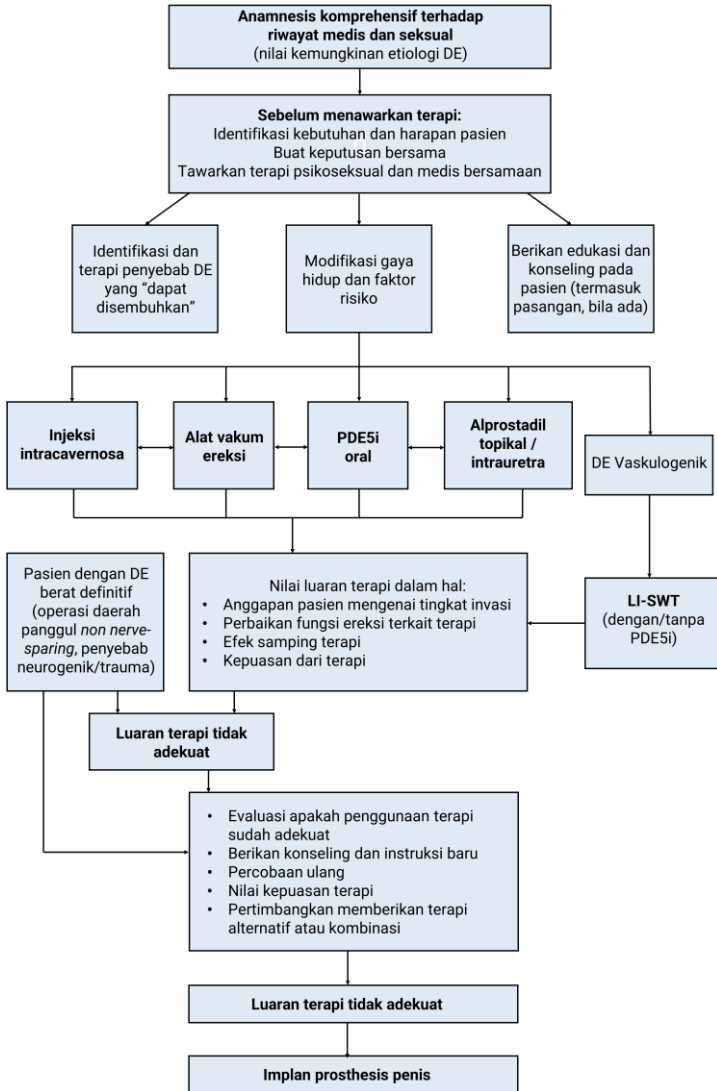 Anamnesis komprehensif terhadap
riwayat medis dan seksual
(nilai kemungkinan etiologi DE)
Sebelum menawarkan terapi:
Identifikasi kebutuhan dan harapan pasien
Buat keputusan bersama
Tawarkan terapi psikoseksual dan medis bersamaan
Identifikasi dan
terapi penyebab DE
yang “dapat
disembuhkan”
Modifikasi gaya
hidup dan faktor
risiko
Berikan edukasi dan
konseling pada
pasien (termasuk
pasangan, bila ada)
Injeksi
intracavernosa
Alat vakum
ereksi
PDE5i
oral
Alprostadil
topikal /
intrauretra
DE Vaskulogenik
Pasien dengan DE
berat definitif
(operasi daerah
panggul non nerve-
sparing, penyebab
neurogenik/trauma)
Nilai luaran terapi dalam hal:
• Anggapan pasien mengenai tingkat invasi
• Perbaikan fungsi ereksi terkait terapi
• Efek samping terapi
• Kepuasan dari terapi
LI-SWT
(dengan/tanpa
PDE5i)
Luaran terapi tidak
adekuat
• Evaluasi apakah penggunaan terapi
sudah adekuat
• Berikan konseling dan instruksi baru
• Percobaan ulang
• Nilai kepuasan terapi
• Pertimbangkan memberikan terapi
alternatif atau kombinasi
Luaran terapi tidak adekuat
Implan prosthesis penis